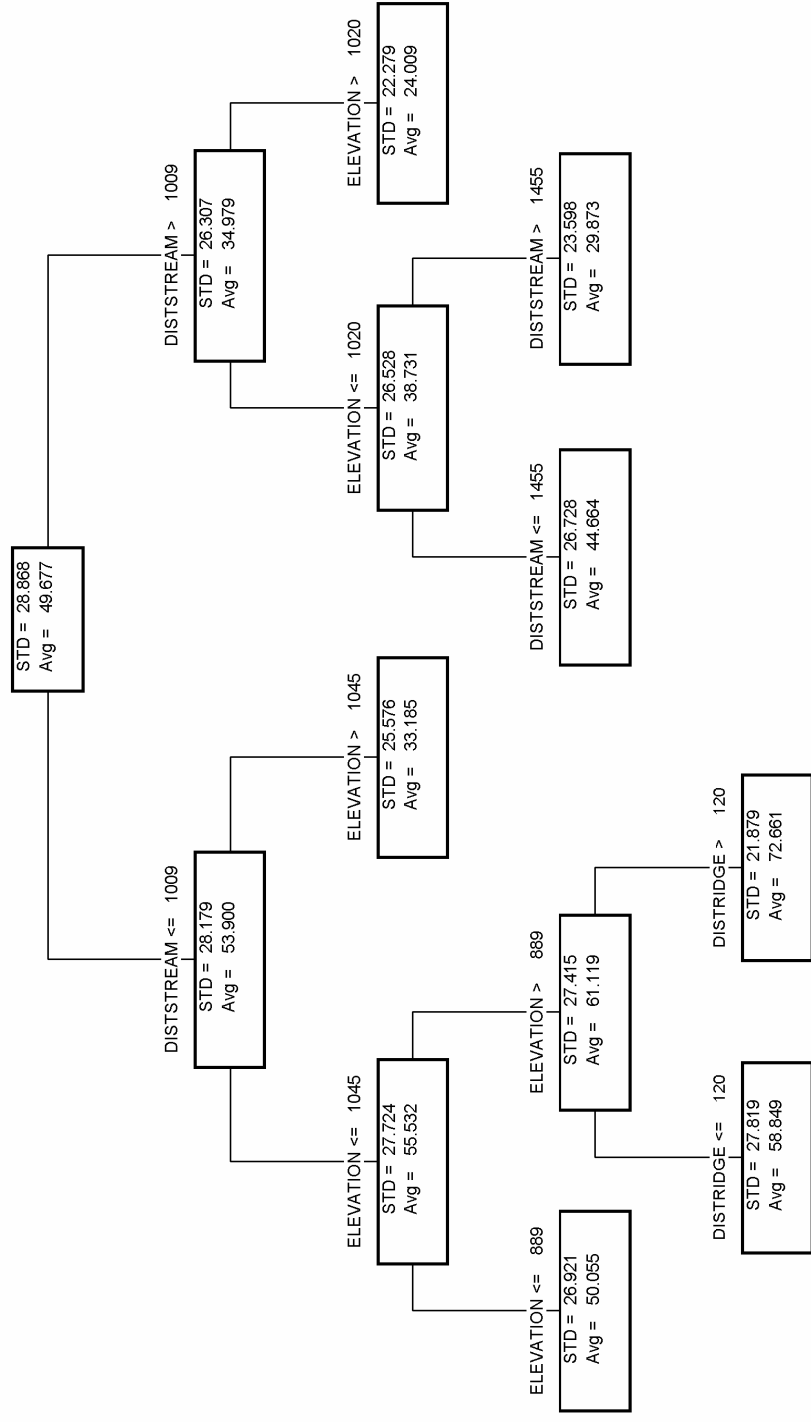 STD = 28.868
Avg = 49.677
DISTSTREAM <= 1009
STD = 28.179
Avg = 53.900
DISTSTREAM > 1009
STD = 26.307
Avg = 34.979
ELEVATION <= 1045
STD = 27.724
Avg = 55.532
ELEVATION > 1045
STD = 25.576
Avg = 33.185
ELEVATION <= 1020
STD = 26.528
Avg = 38.731
ELEVATION > 1020
STD = 22.279
Avg = 24.009
ELEVATION <= 889
STD = 26.921
Avg = 50.055
ELEVATION > 889
STD = 27.415
Avg = 61.119
DISTSTREAM <= 1455
STD = 26.728
Avg = 44.664
DISTSTREAM > 1455
STD = 23.598
Avg = 29.873
DISTRIDGE <= 120
STD = 27.819
Avg = 58.849
DISTRIDGE > 120
STD = 21.879
Avg = 72.661